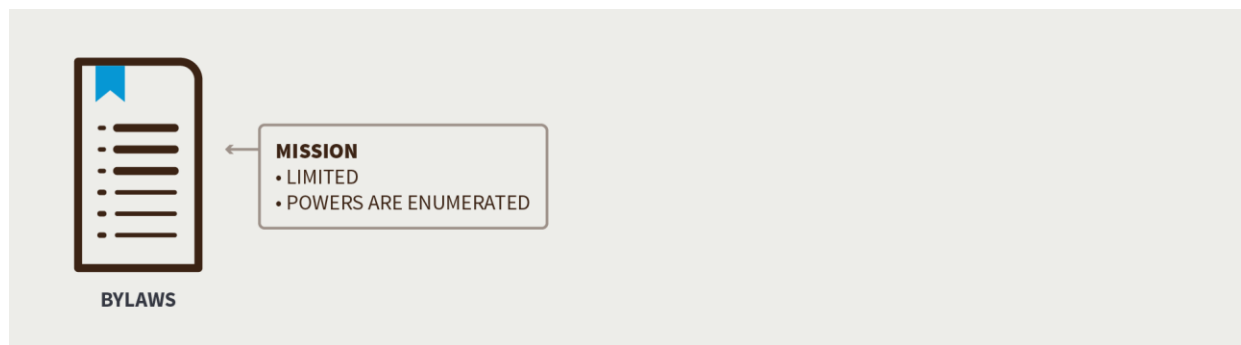 MISSION
• LIMITED
• POWERS ARE ENUMERATED
BYLAWS